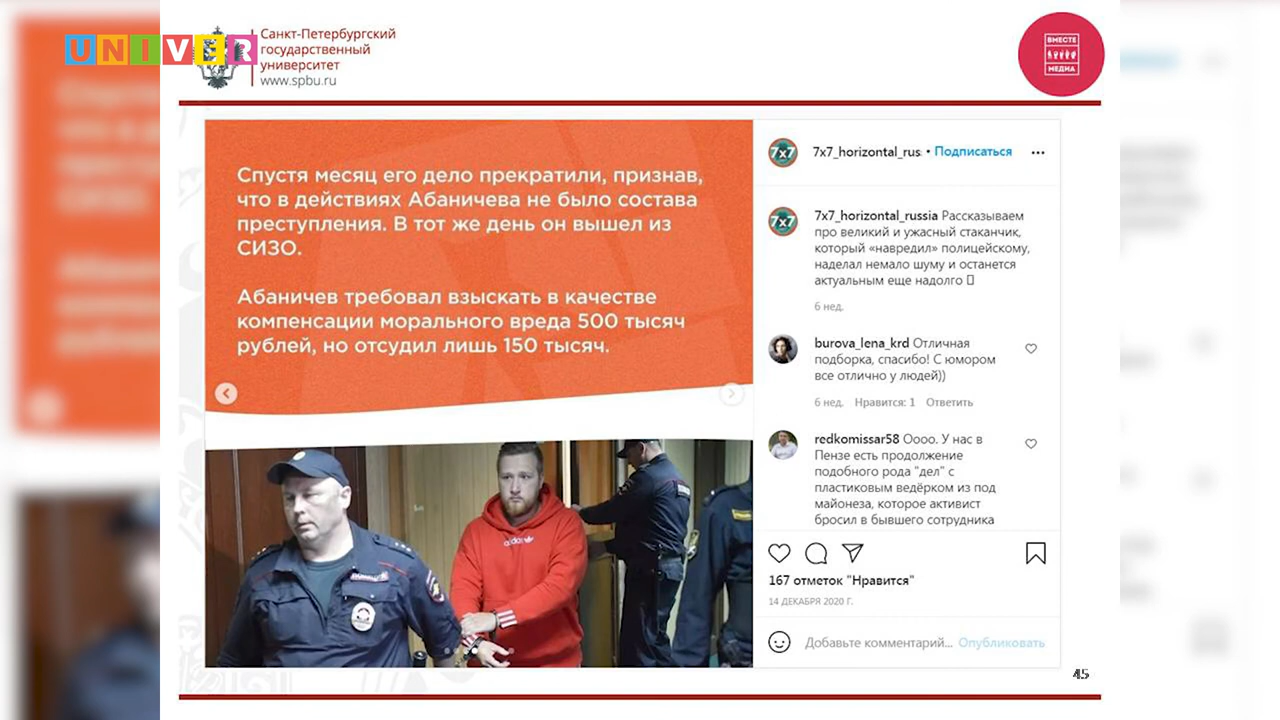 UNIVER
Санкт-Петербургский
государственный
университет
www.spbu.ru
ВМЕСТЕ
МЕДИА
Спустя месяц его дело прекратили, признав,
что в действиях Абаничева не было состава
преступления. В тот же день он вышел из
СИЗО.
Абаничев требовал взыскать в качестве
компенсации морального вреда 500 тысяч
рублей, но отсудил лишь 150 тысяч.
adidas
7x7
7x7_horizontal_rus • Подписаться
7x7
7x7_horizontal_russia Рассказываем
про великий и ужасный стаканчик,
который «навредил» полицейскому,
наделал немало шуму и останется
актуальным еще надолго
6 нед.
burova_lena_krd Отличная
подборка, спасибо! С юмором
все отлично у людей))
6 нед. Нравится: 1 Ответить
redkomissar58 Оооо. У нас в
Пензе есть продолжение
подобного рода "дел" с
пластиковым ведёрком из под
майонеза, которое активист
бросил в бывшего сотрудника
167 отметок "Нравится"
14 ДЕКАБРЯ 2020 Г.
Добавьте комментарий... Опубликовать
45